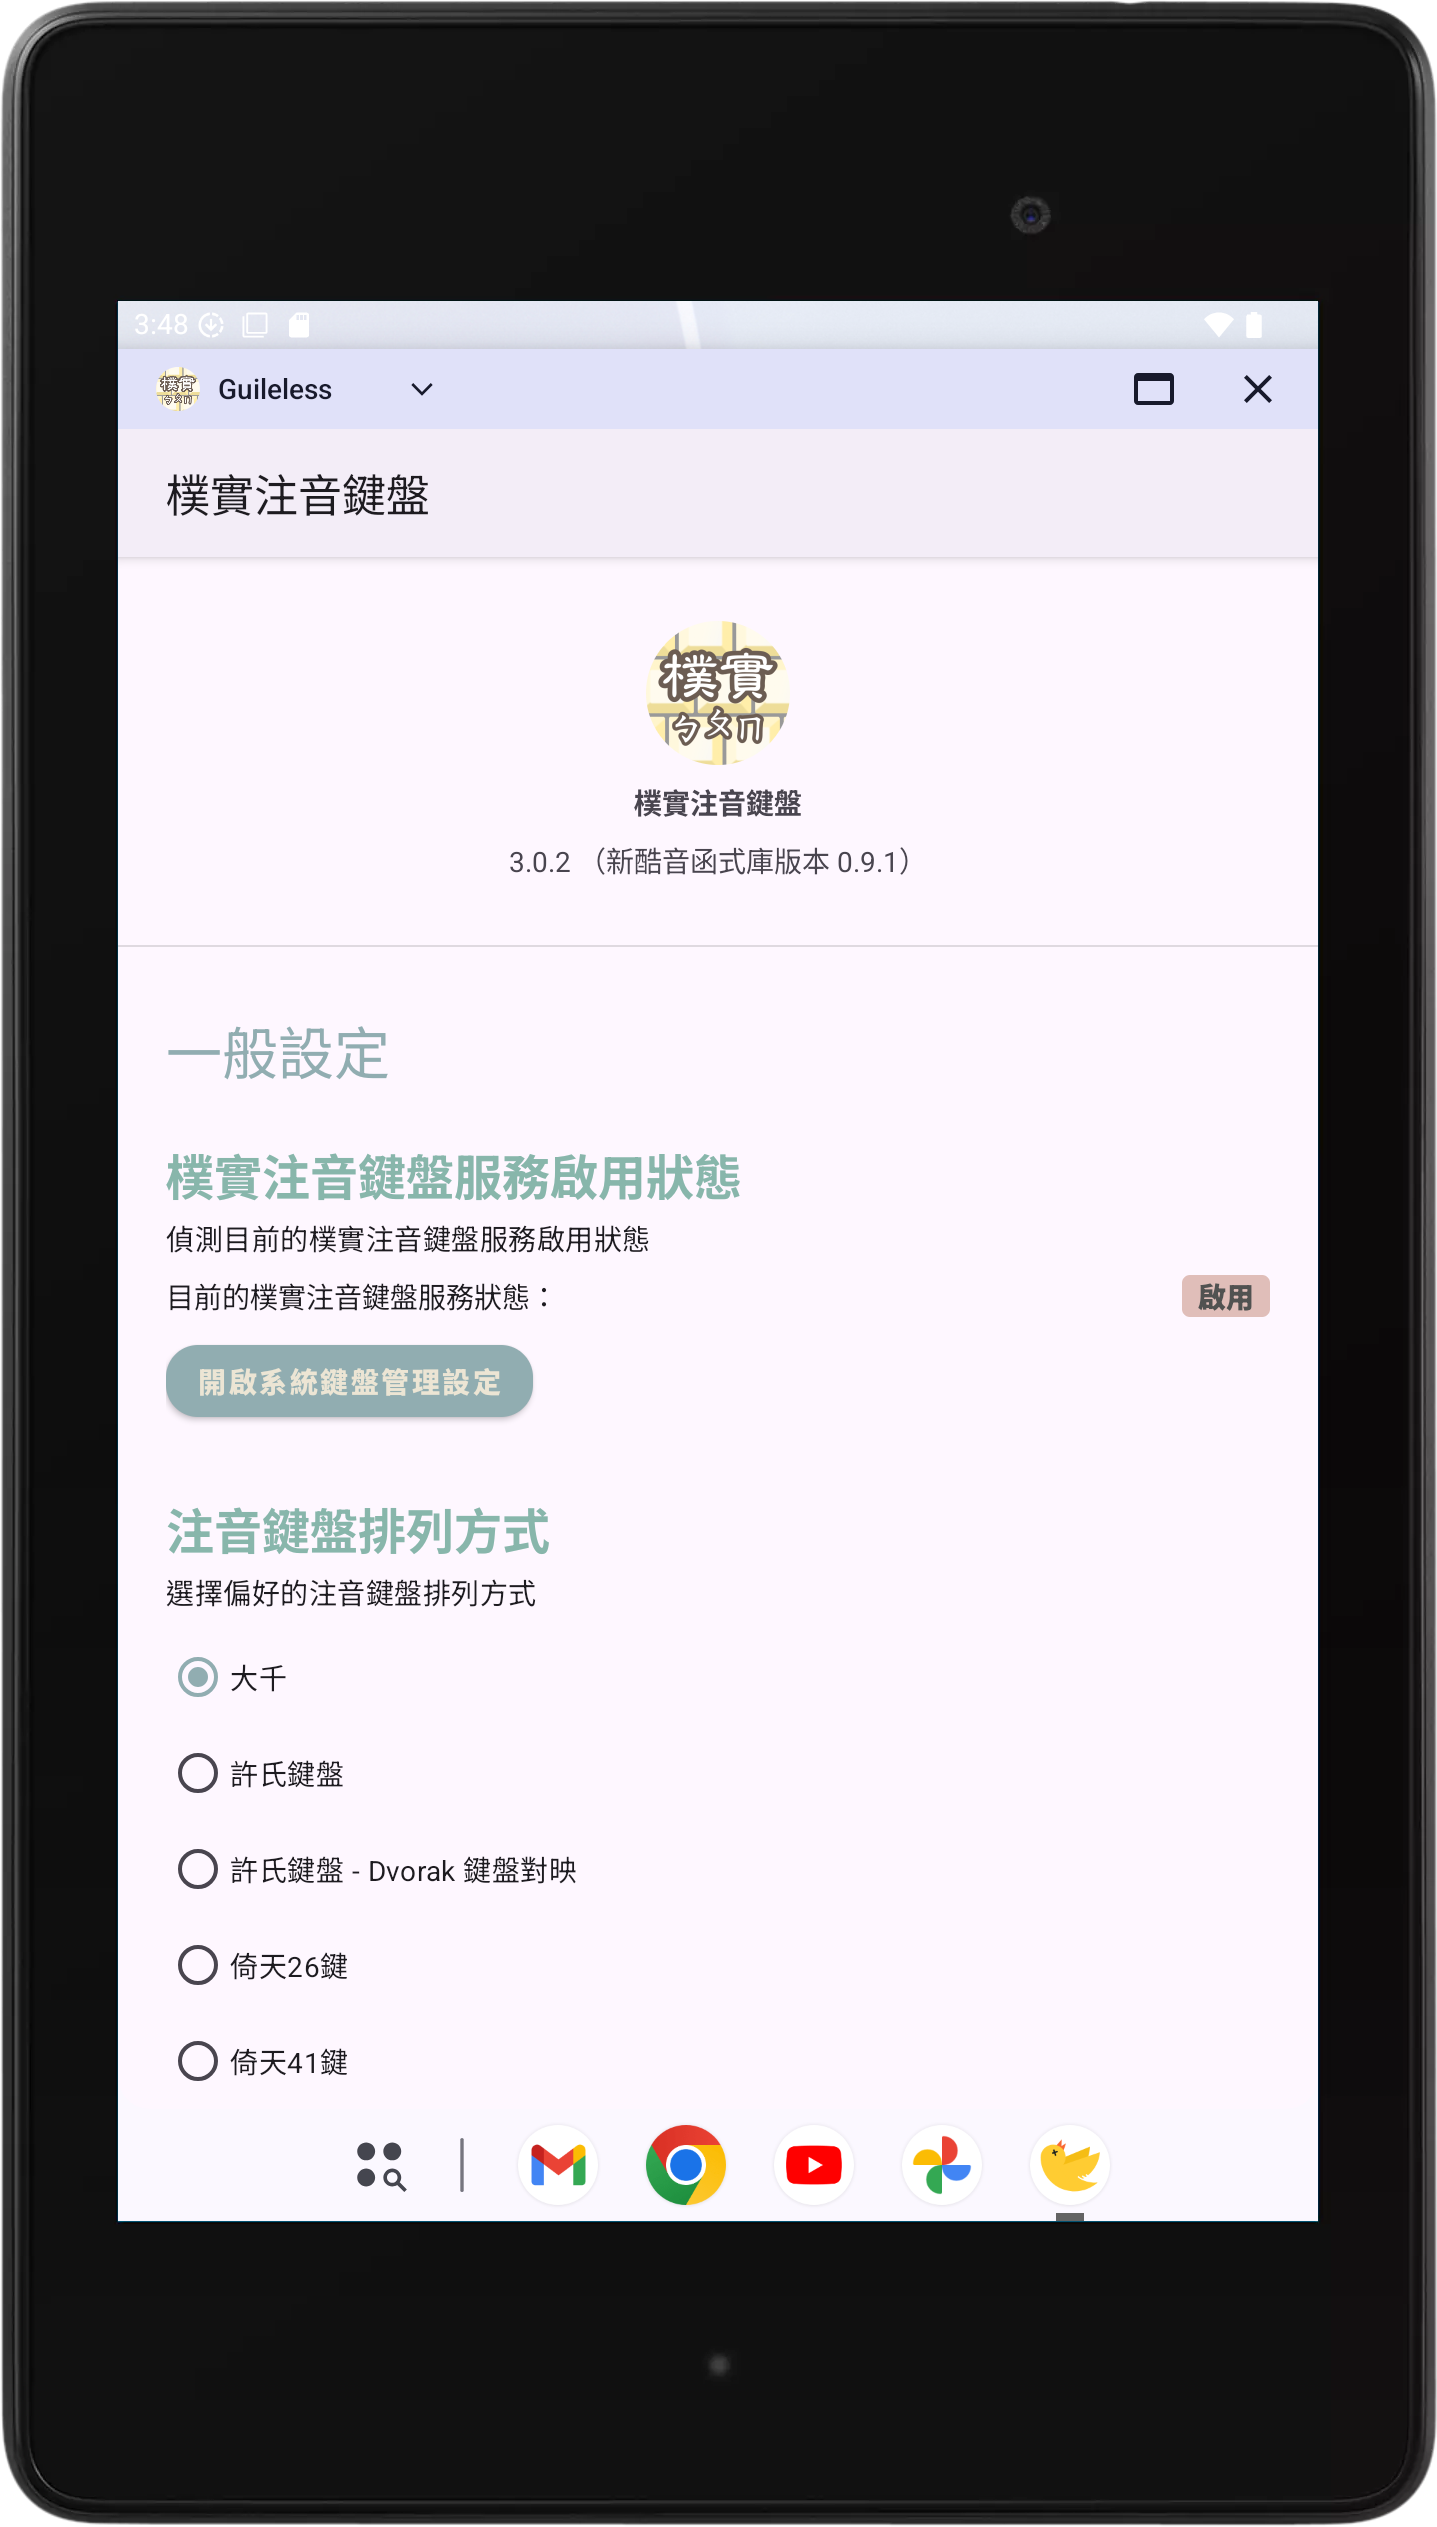 3:48
樸實
ㄅㄆㄇ
Guileless
樸實注音鍵盤
樸實
ㄅㄆㄇ
樸實注音鍵盤
3.0.2 （新酷音函式庫版本 0.9.1）
一般設定
樸實注音鍵盤服務啟用狀態
偵測目前的樸實注音鍵盤服務啟用狀態
目前的樸實注音鍵盤服務狀態：
啟用
開啟系統鍵盤管理設定
注音鍵盤排列方式
選擇偏好的注音鍵盤排列方式
大千
許氏鍵盤
許氏鍵盤 - Dvorak 鍵盤對映
倚天26鍵
倚天41鍵